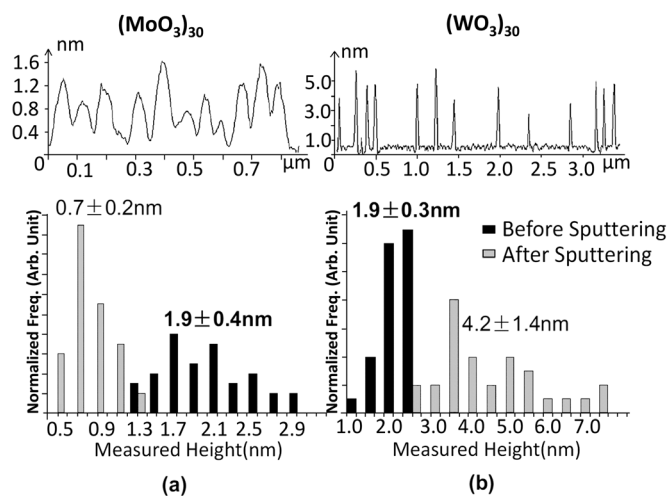 (MoO₃)₃₀
nm
1.6
1.2
0.8
0.4
0
0.1
0.3
0.5
0.7
μm
(WO₃)₃₀
nm
5.0
3.0
1.0
0
0.5
1.0
1.5
2.0
2.5
3.0
μm
Normalized Freq. (Arb. Unit)
0.7±0.2nm
1.9±0.4nm
0.5 0.9 1.3 1.7 2.1 2.5 2.9
Measured Height(nm)
(a)
Normalized Freq. (Arb. Unit)
1.9±0.3nm
Before Sputtering
After Sputtering
4.2±1.4nm
1.0 2.0 3.0 4.0 5.0 6.0 7.0
Measured Height(nm)
(b)